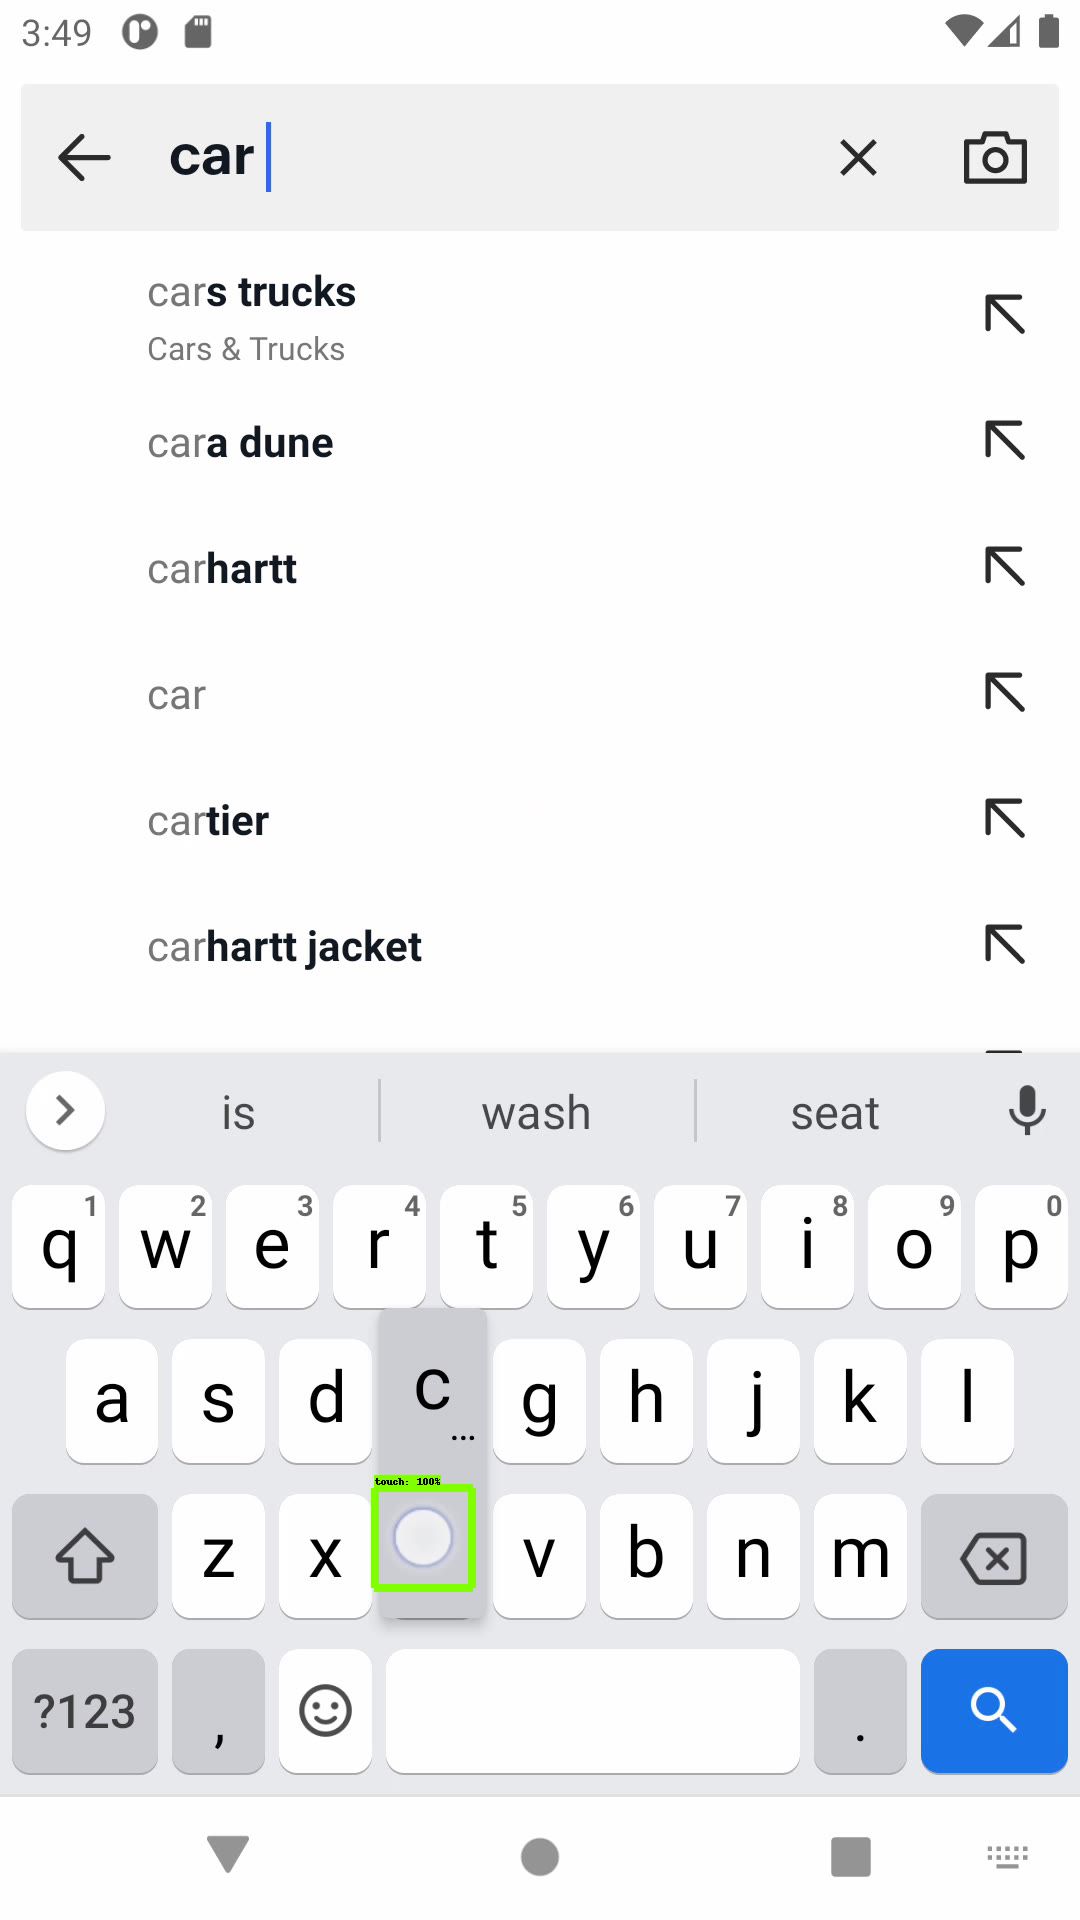 3:49
car
cars trucks
Cars & Trucks
cara dune
carhartt
car
cartier
carhartt jacket
is wash seat
1 2 3 4 5 6 7 8 9 0
q w e r t y u i o p
a s d c... g h j k l
touch: 100%
z x v b n m
?123 , .